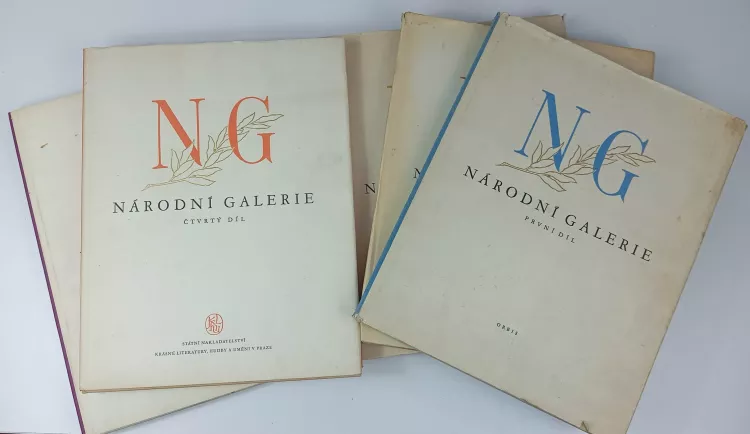 NG
NÁRODNÍ GALERIE
ČTVRTÝ DÍL
STÁTNÍ NAKLADATELSTVÍ
KRÁSNÉ LITERATURY, HUDBY A UMĚNÍ V PRAZE
N
N
NG
NÁRODNÍ GALERIE
PRVNÍ DÍL
ORBIS